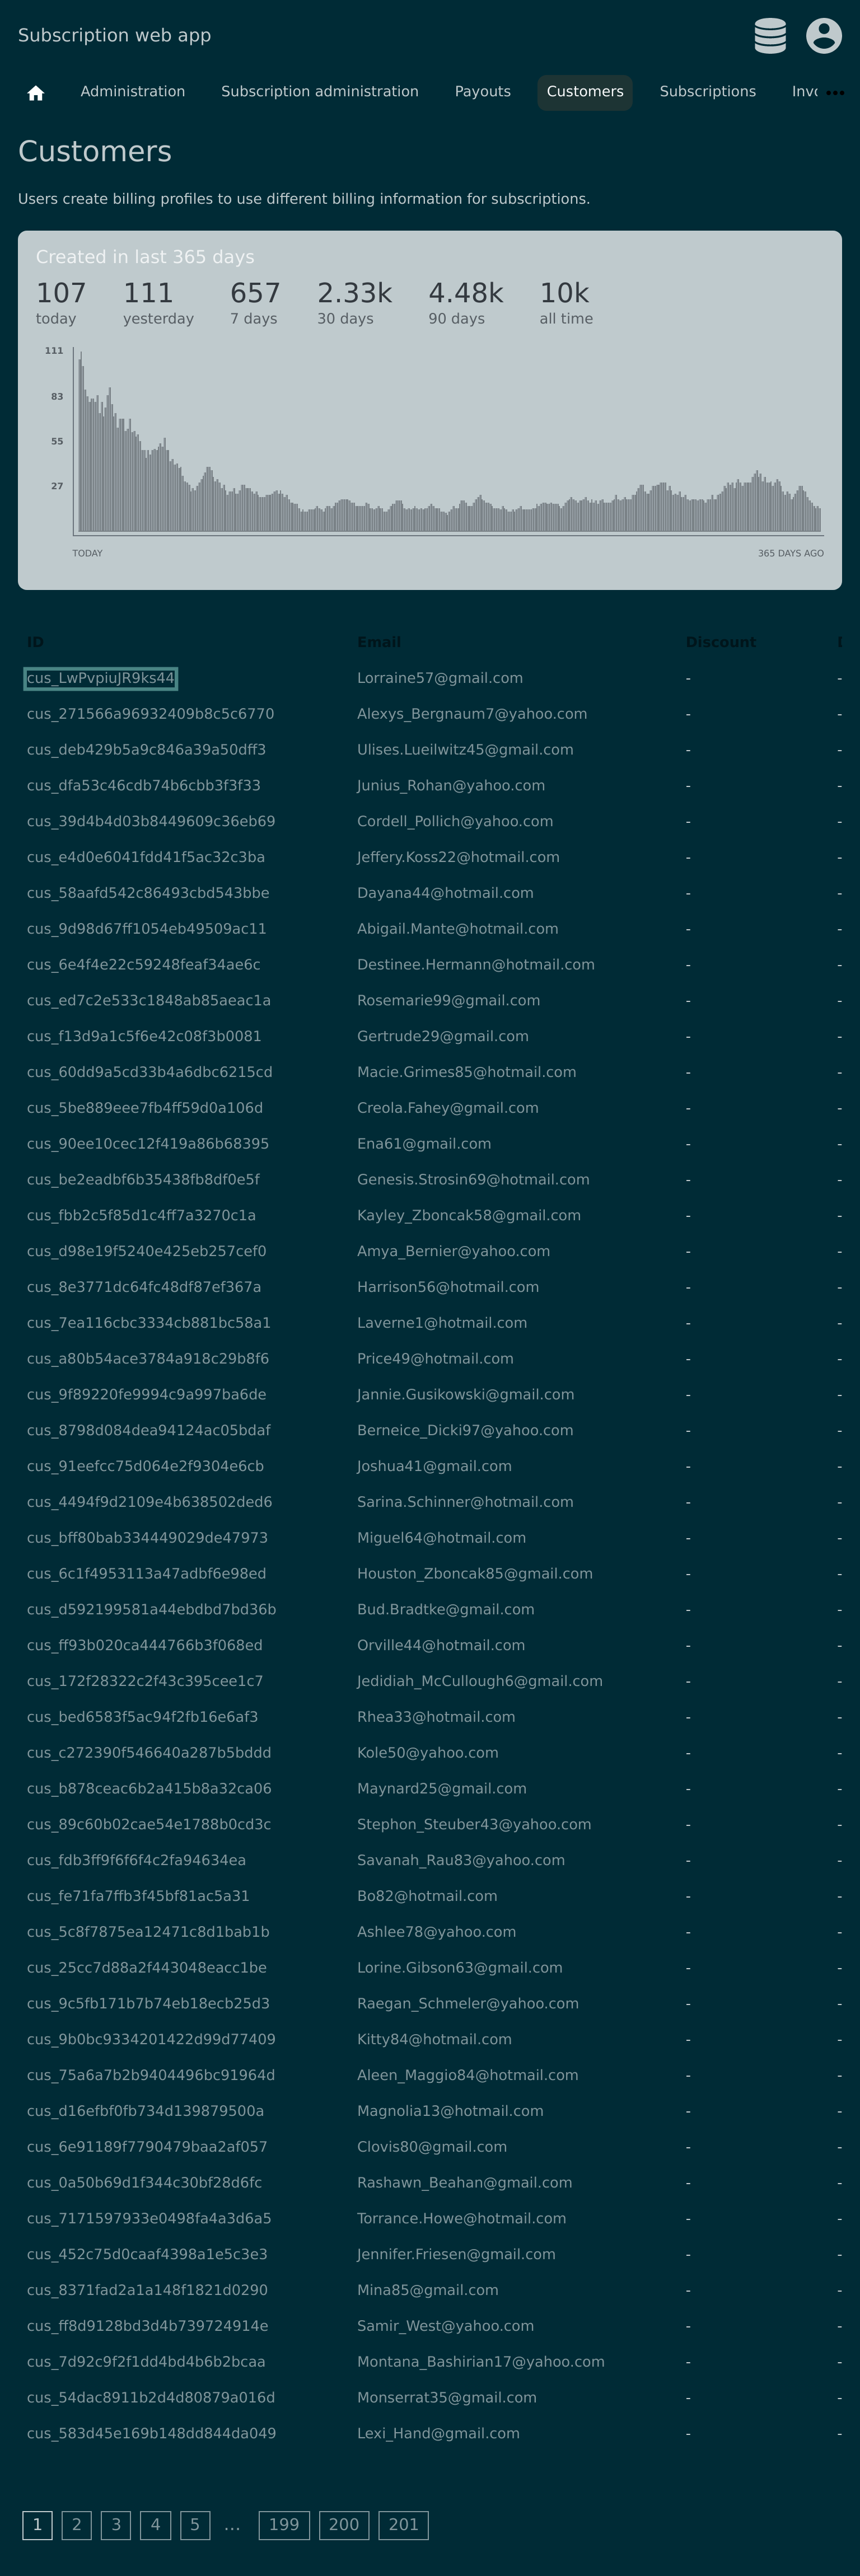 Subscription web app
Administration Subscription administration Payouts Customers Subscriptions
Customers
Users create billing profiles to use different billing information for subscriptions.
Created in last 365 days
107 111 657 2.33k 4.48k 10k
today yesterday 7 days 30 days 90 days all time
111
83
55
27
TODAY 365 DAYS AGO
ID Email Discount
cus_LwPvpiuJR9ks44 Lorraine57@gmail.com - -
cus_271566a96932409b8c5c6770 Alexys_Bergnaum7@yahoo.com - -
cus_deb429b5a9c846a39a50dff3 Ulises.Lueilwitz45@gmail.com - -
cus_dfa53c46cdb74b6cbb3f3f33 Junius_Rohan@yahoo.com - -
cus_39d4b4d03b8449609c36eb69 Cordell_Pollich@yahoo.com - -
cus_e4d0e6041fdd41f5ac32c3ba Jeffery.Koss22@hotmail.com - -
cus_58aafd542c86493cbd543bbe Dayana44@hotmail.com - -
cus_9d98d67ff1054eb49509ac11 Abigail.Mante@hotmail.com - -
cus_6e4f4e22c59248feaf34ae6c Destinee.Hermann@hotmail.com - -
cus_ed7c2e533c1848ab85aeac1a Rosemarie99@gmail.com - -
cus_f13d9a1c5f6e42c08f3b0081 Gertrude29@gmail.com - -
cus_60dd9a5cd33b4a6dbc6215cd Macie.Grimes85@hotmail.com - -
cus_5be889eee7fb4ff59d0a106d Creola.Fahey@gmail.com - -
cus_90ee10cec12f419a86b68395 Ena61@gmail.com - -
cus_be2eadbf6b35438fb8df0e5f Genesis.Strosin69@hotmail.com - -
cus_fbb2c5f85d1c4ff7a3270c1a Kayley_Zboncak58@gmail.com - -
cus_d98e19f5240e425eb257cef0 Amya_Bernier@yahoo.com - -
cus_8e3771dc64fc48df87ef367a Harrison56@hotmail.com - -
cus_7ea116cbc3334cb881bc58a1 Laverne1@hotmail.com - -
cus_a80b54ace3784a918c29b8f6 Price49@hotmail.com - -
cus_9f89220fe9994c9a997ba6de Jannie.Gusikowski@gmail.com - -
cus_8798d084dea94124ac05bdaf Berneice_Dicki97@yahoo.com - -
cus_91eefcc75d064e2f9304e6cb Joshua41@gmail.com - -
cus_4494f9d2109e4b638502ded6 Sarina.Schinner@hotmail.com - -
cus_bff80bab334449029de47973 Miguel64@hotmail.com - -
cus_6c1f4953113a47adbf6e98ed Houston_Zboncak85@gmail.com - -
cus_d592199581a44ebdbd7bd36b Bud.Bradtke@gmail.com - -
cus_ff93b020ca444766b3f068ed Orville44@hotmail.com - -
cus_172f28322c2f43c395cee1c7 Jedidiah_McCullough6@gmail.com - -
cus_bed6583f5ac94f2fb16e6af3 Rhea33@hotmail.com - -
cus_c272390f546640a287b5bddd Kole50@yahoo.com - -
cus_b878ceac6b2a415b8a32ca06 Maynard25@gmail.com - -
cus_89c60b02cae54e1788b0cd3c Stephon_Steuber43@yahoo.com - -
cus_fdb3ff9f6f6f4c2fa94634ea Savanah_Rau83@yahoo.com - -
cus_fe71fa7ffb3f45bf81ac5a31 Bo82@hotmail.com - -
cus_5c8f7875ea12471c8d1bab1b Ashlee78@yahoo.com - -
cus_25cc7d88a2f443048eacc1be Lorine.Gibson63@gmail.com - -
cus_9c5fb171b7b74eb18ecb25d3 Raegan_Schmeler@yahoo.com - -
cus_9b0bc9334201422d99d77409 Kitty84@hotmail.com - -
cus_75a6a7b2b9404496bc91964d Aleen_Maggio84@hotmail.com - -
cus_d16efbf0fb734d139879500a Magnolia13@hotmail.com - -
cus_6e91189f7790479baa2af057 Clovis80@gmail.com - -
cus_0a50b69d1f344c30bf28d6fc Rashawn_Beahan@gmail.com - -
cus_7171597933e0498fa4a3d6a5 Torrance.Howe@hotmail.com - -
cus_452c75d0caaf4398a1e5c3e3 Jennifer.Friesen@gmail.com - -
cus_8371fad2a1a148f1821d0290 Mina85@gmail.com - -
cus_ff8d9128bd3d4b739724914e Samir_West@yahoo.com - -
cus_7d92c9f2f1dd4bd4b6b2bcaa Montana_Bashirian17@yahoo.com - -
cus_54dac8911b2d4d80879a016d Monserrat35@gmail.com - -
cus_583d45e169b148dd844da049 Lexi_Hand@gmail.com - -
1 2 3 4 5 ... 199 200 201